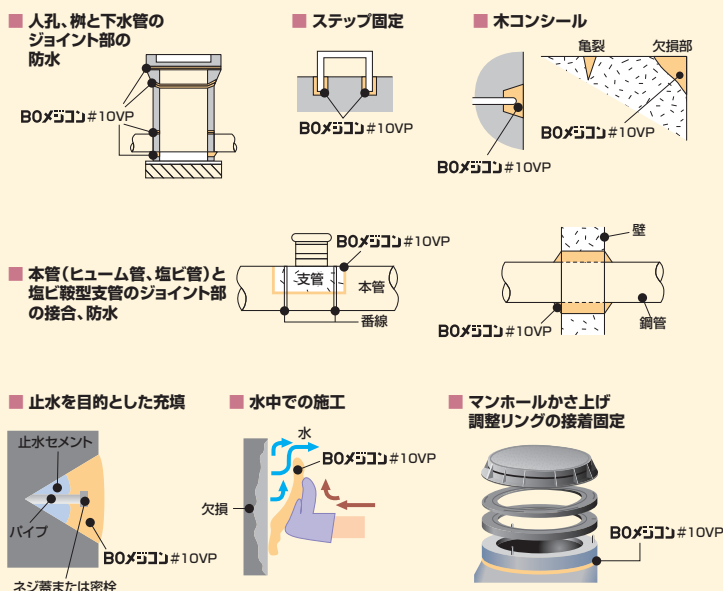 ■ 人孔、桝と下水管の
ジョイント部の
防水
BOメジコン#10VP
■ ステップ固定
BOメジコン#10VP
■ 木コンシール
BOメジコン#10VP
亀裂
欠損部
BOメジコン#10VP
■ 本管(ヒューム管、塩ビ管)と
塩ビ鞍型支管のジョイント部
の接合、防水
BOメジコン#10VP
支管
本管
番線
壁
BOメジコン#10VP
鋼管
■ 止水を目的とした充填
止水セメント
パイプ
BOメジコン#10VP
ネジ蓋または密栓
■ 水中での施工
水
BOメジコン#10VP
欠損
■ マンホールかさ上げ
調整リングの接着固定
BOメジコン#10VP